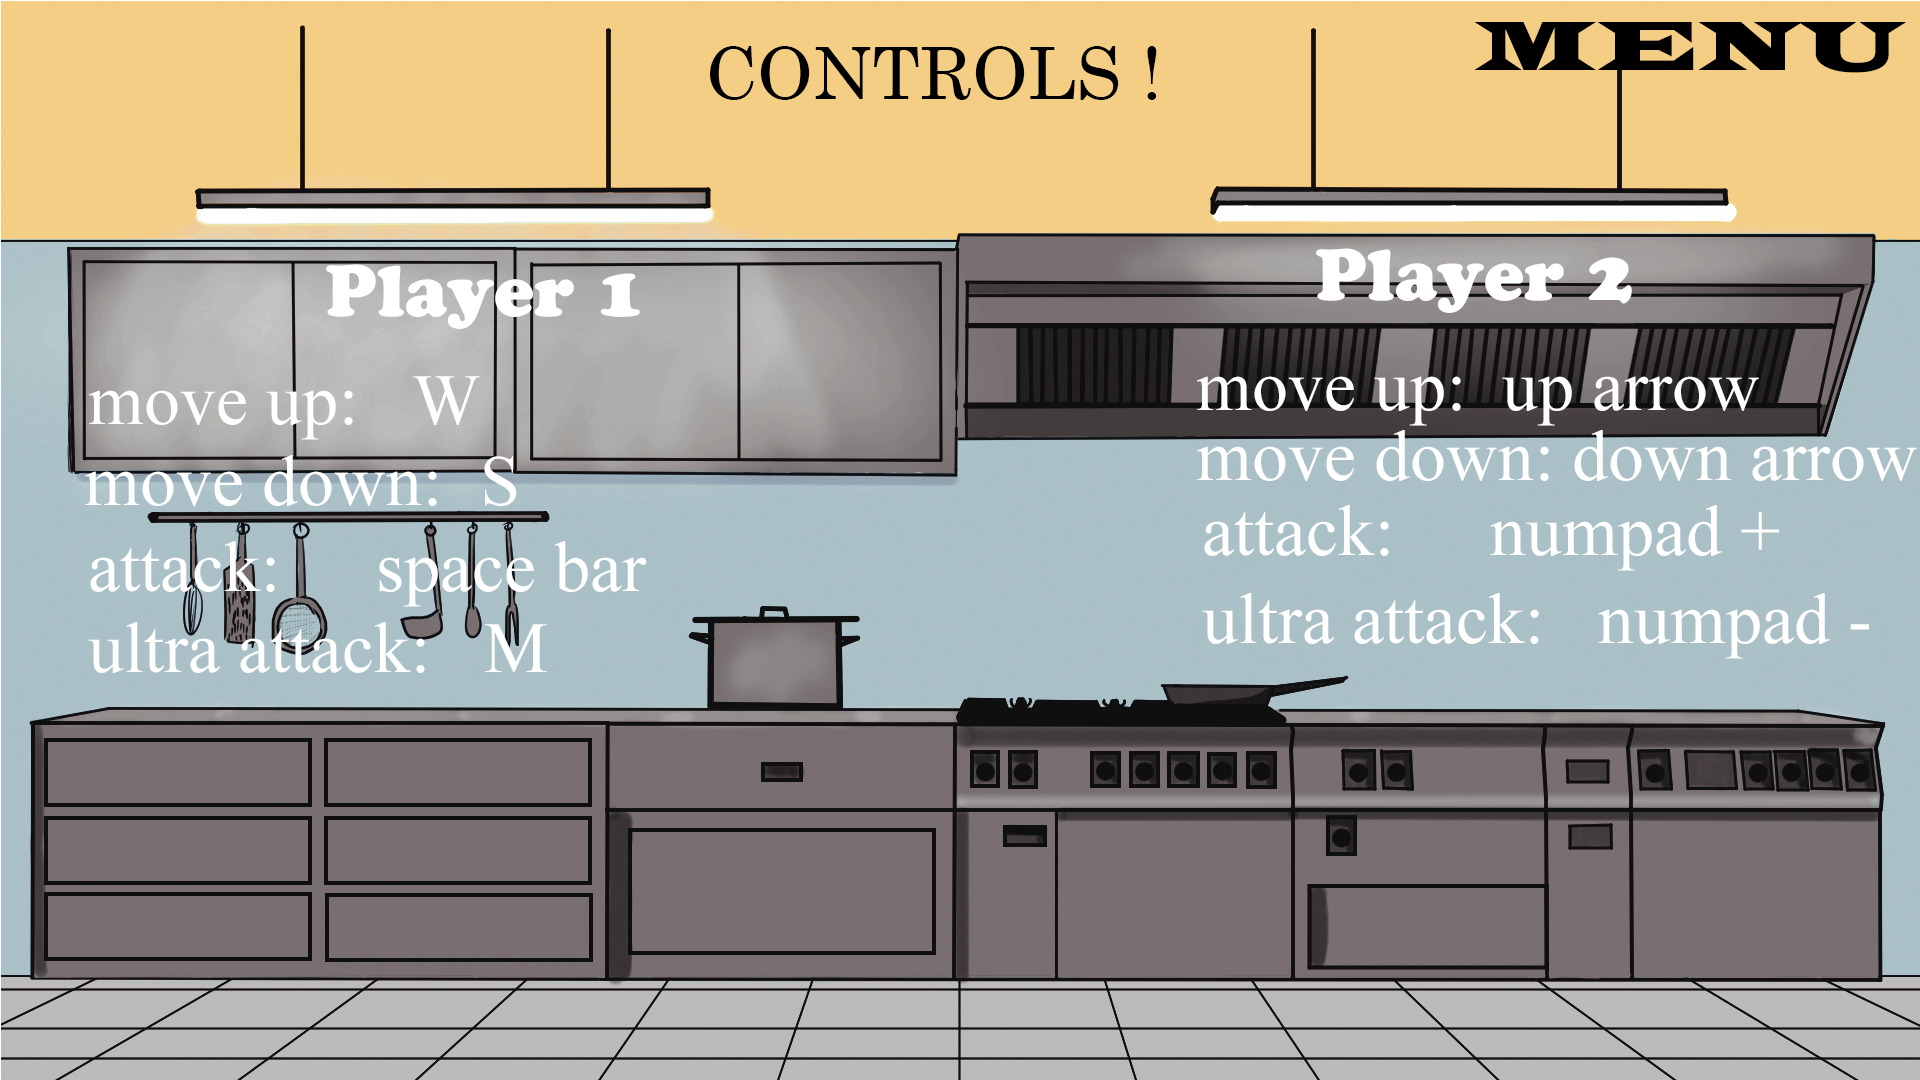 CONTROLS !
MENU
Player 1
move up: W
move down: S
attack: space bar
ultra attack: M
Player 2
move up: up arrow
move down: down arrow
attack: numpad +
ultra attack: numpad -